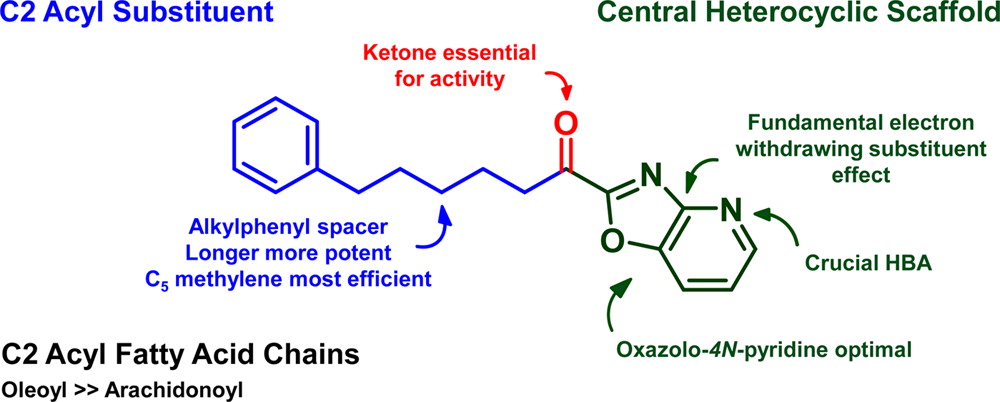 C2 Acyl Substituent
Central Heterocyclic Scaffold
Ketone essential
for activity
O
Fundamental electron
withdrawing substituent
effect
N
N
O
Alkylphenyl spacer
Longer more potent
C5 methylene most efficient
Crucial HBA
Oxazolo-4N-pyridine optimal
C2 Acyl Fatty Acid Chains
Oleoyl >> Arachidonoyl